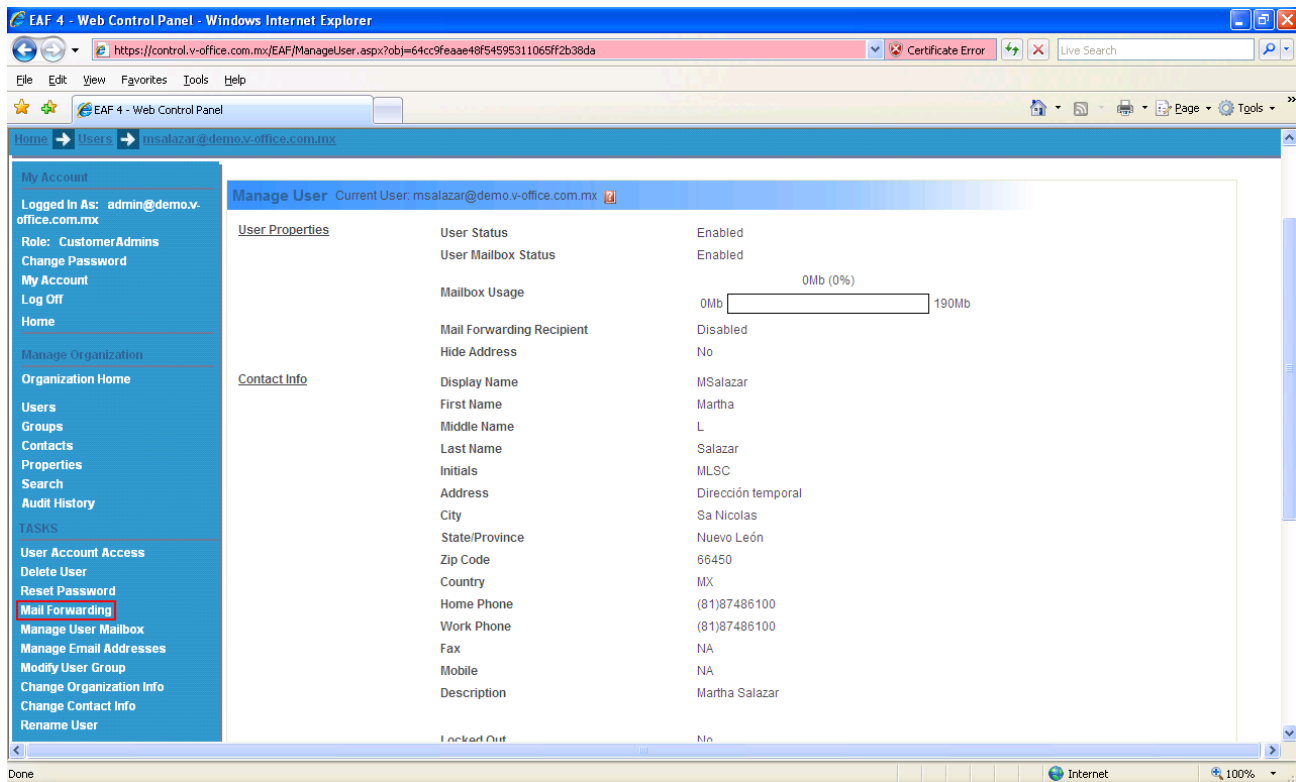 EAF 4 - Web Control Panel - Windows Internet Explorer
https://control.v-office.com.mx/EAF/ManageUser.aspx?obj=64cc9feaae48f54595311065ff2b38da
Certificate Error
Live Search
File Edit View Favorites Tools Help
EAF 4 - Web Control Panel
Page Tools
Home Users msalazar@demo.v-office.com.mx
My Account
Logged In As: admin@demo.v-
office.com.mx
Role: CustomerAdmins
Change Password
My Account
Log Off
Home
Manage Organization
Organization Home
Users
Groups
Contacts
Properties
Search
Audit History
TASKS
User Account Access
Delete User
Reset Password
Mail Forwarding
Manage User Mailbox
Manage Email Addresses
Modify User Group
Change Organization Info
Change Contact Info
Rename User
Manage User Current User: msalazar@demo.v-office.com.mx
User Properties
User Status Enabled
User Mailbox Status Enabled
Mailbox Usage
0Mb (0%)
0Mb 190Mb
Mail Forwarding Recipient Disabled
Hide Address No
Contact Info
Display Name MSalazar
First Name Martha
Middle Name L
Last Name Salazar
Initials MLSC
Address Dirección temporal
City Sa Nicolas
State/Province Nuevo León
Zip Code 66450
Country MX
Home Phone (81)87486100
Work Phone (81)87486100
Fax NA
Mobile NA
Description Martha Salazar
Locked Out No
Done Internet 100%